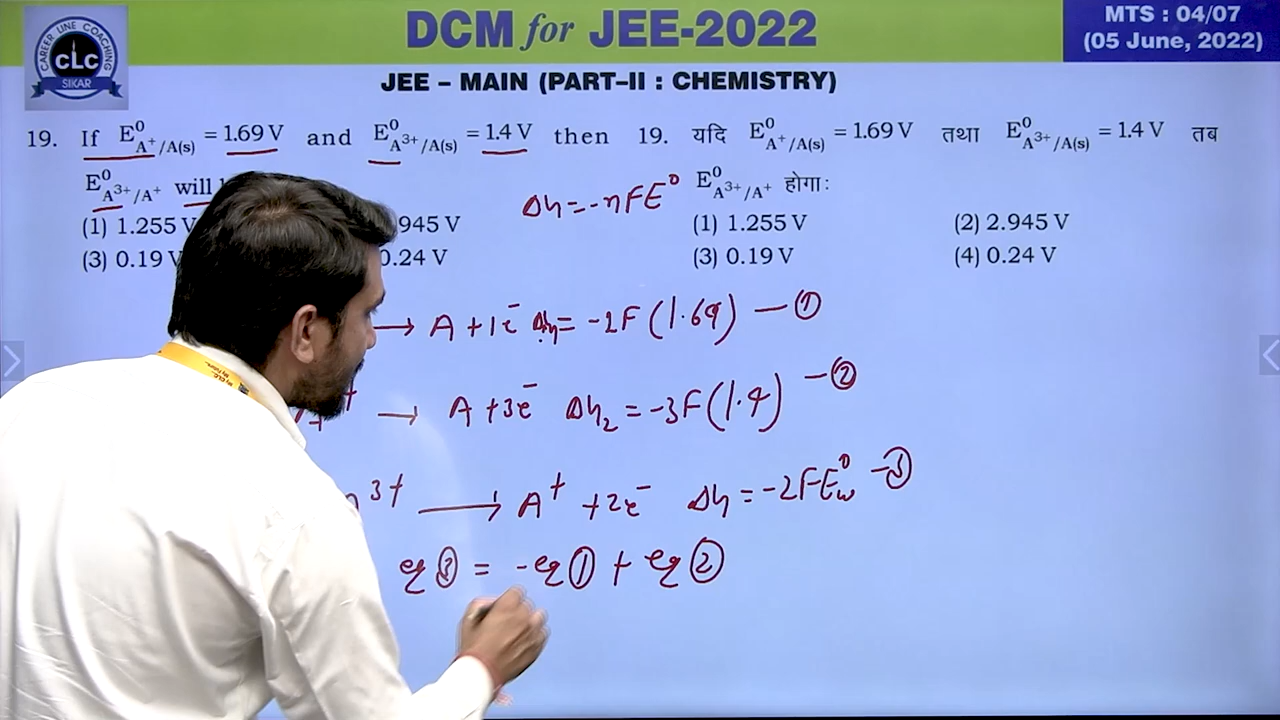 DCM for JEE-2022
MTS : 04/07
(05 June, 2022)
CAREER LINE COACHING
CLC
SIKAR
JEE – MAIN (PART–II : CHEMISTRY)
19. If E⁰A⁺/A(s) = 1.69 V and E⁰A³⁺/A(s) = 1.4 V then
E⁰A³⁺/A⁺ will
(1) 1.255 V 945 V
(3) 0.19 V 0.24 V
19. यदि E⁰A⁺/A(s) = 1.69 V तथा E⁰A³⁺/A(s) = 1.4 V तब
E⁰A³⁺/A⁺ होगा:
(1) 1.255 V (2) 2.945 V
(3) 0.19 V (4) 0.24 V
= -nFE⁰
→ A + 1e⁻ = -2F (1.69) — ①
→ A + 3e⁻ = -3F (1.4) — ②
3+ → A⁺ + 2e⁻ = -2FE⁰ — ③
eq ③ = -eq ① + eq ②